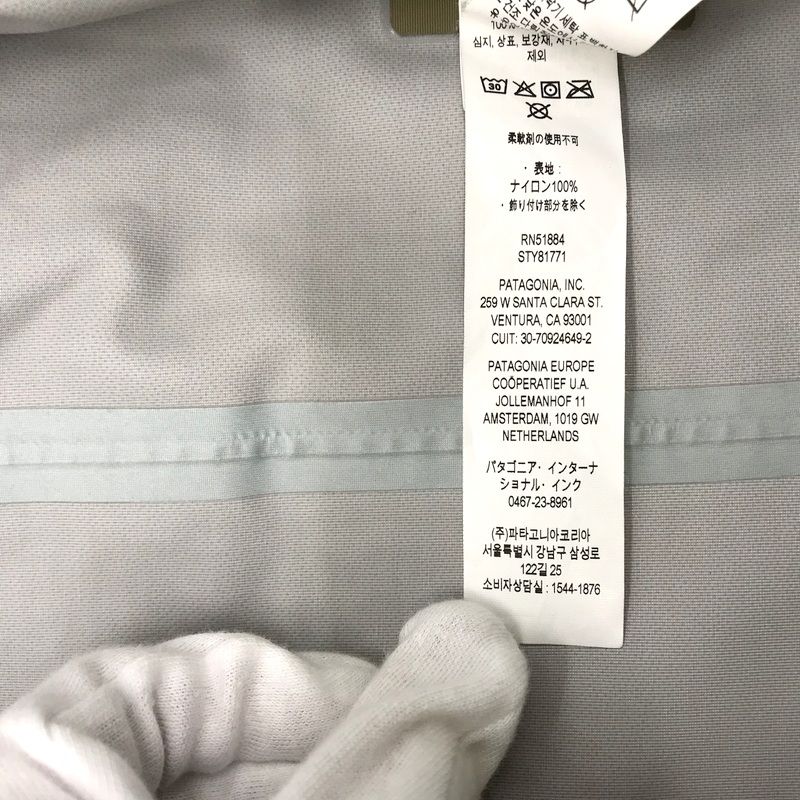 심지, 상표, 보강재,
제외
30
柔軟剤の使用不可
・ 表地 :
ナイロン100%
・ 飾り付け部分を除く
RN51884
STY81771
PATAGONIA, INC.
259 W SANTA CLARA ST.
VENTURA, CA 93001
CUIT: 30-70924649-2
PATAGONIA EUROPE
COÖPERATIEF U.A.
JOLLEMANHOF 11
AMSTERDAM, 1019 GW
NETHERLANDS
パタゴニア・インターナ
ショナル・インク
0467-23-8961
(주)파타고니아코리아
서울특별시 강남구 삼성로
122길 25
소비자상담실 : 1544-1876